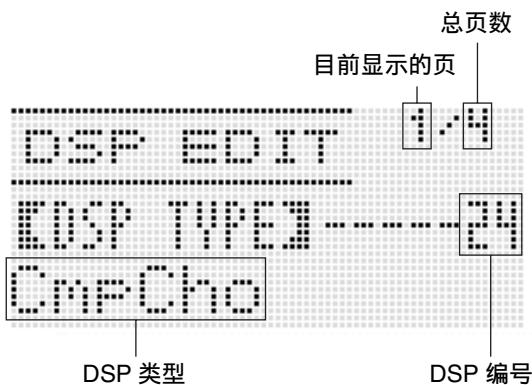 总页数
目前显示的页
DSP EDIT 1/4
【DSP TYPE】-----24
CmpCho
DSP 类型 DSP 编号